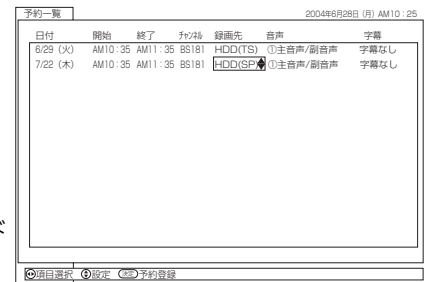 予約一覧 2004年6月28日 (月) AM10:25
日付 開始 終了 チャンネル 録画先 音声 字幕
6/29 (火) AM10:35 AM11:35 BS181 HDD(TS) ①主音声/副音声 字幕なし
7/22 (木) AM10:35 AM11:35 BS181 HDD(SP) ①主音声/副音声 字幕なし
項目選択 設定 決定 予約登録